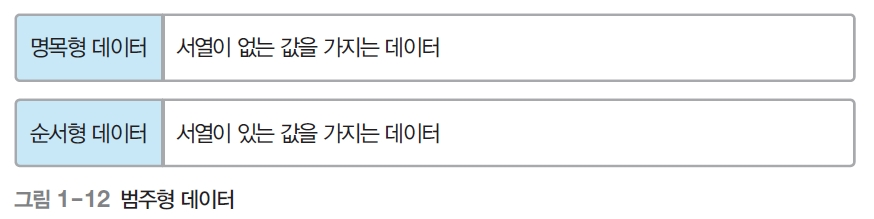 명목형 데이터 서열이 없는 값을 가지는 데이터
순서형 데이터 서열이 있는 값을 가지는 데이터
그림 1-12 범주형 데이터